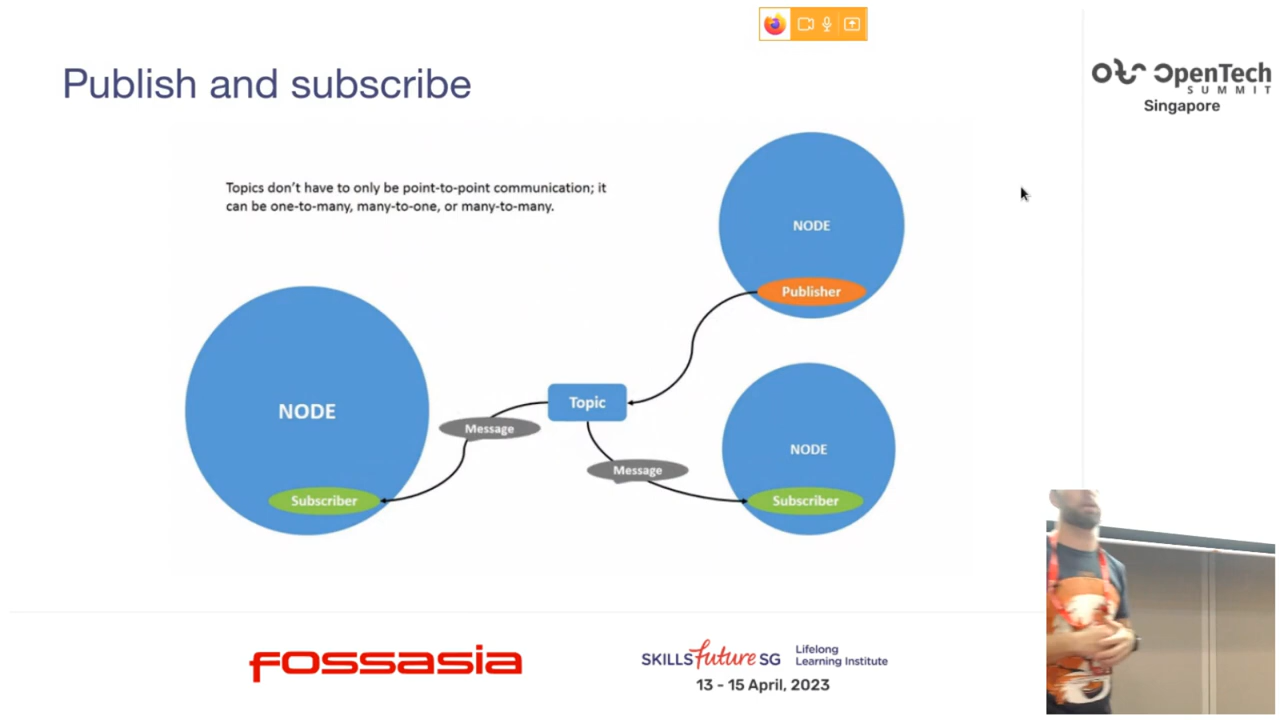 Publish and subscribe
OpenTech
SUMMIT
Singapore
Topics don't have to only be point-to-point communication; it
can be one-to-many, many-to-one, or many-to-many.
NODE
Publisher
Topic
NODE
Message
Message
NODE
Subscriber
Subscriber
fossasia
SKILLSfuture SG
Lifelong
Learning Institute
13 - 15 April, 2023